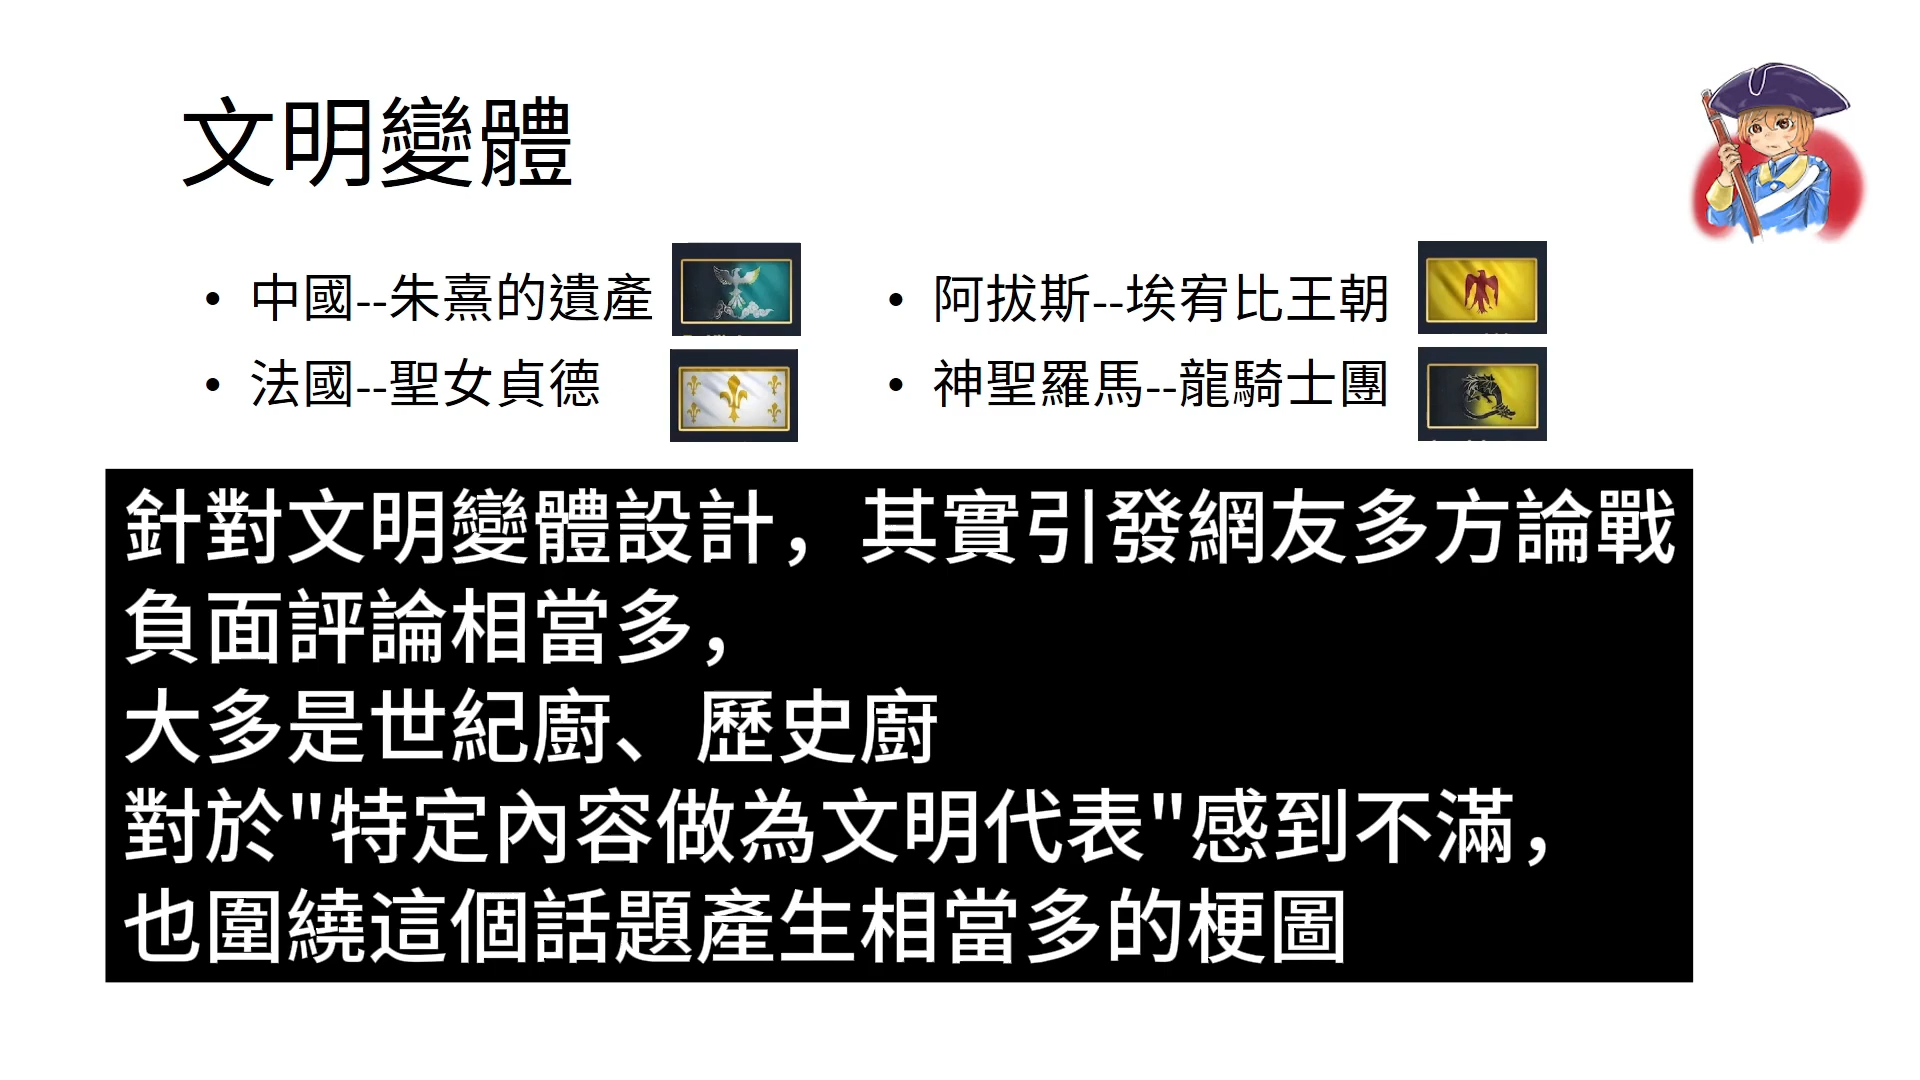 文明變體
• 中國--朱熹的遺產
• 法國--聖女貞德
• 阿拔斯--埃宥比王朝
• 神聖羅馬--龍騎士團
針對文明變體設計，其實引發網友多方論戰
負面評論相當多，
大多是世紀廚、歷史廚
對於"特定內容做為文明代表"感到不滿，
也圍繞這個話題產生相當多的梗圖